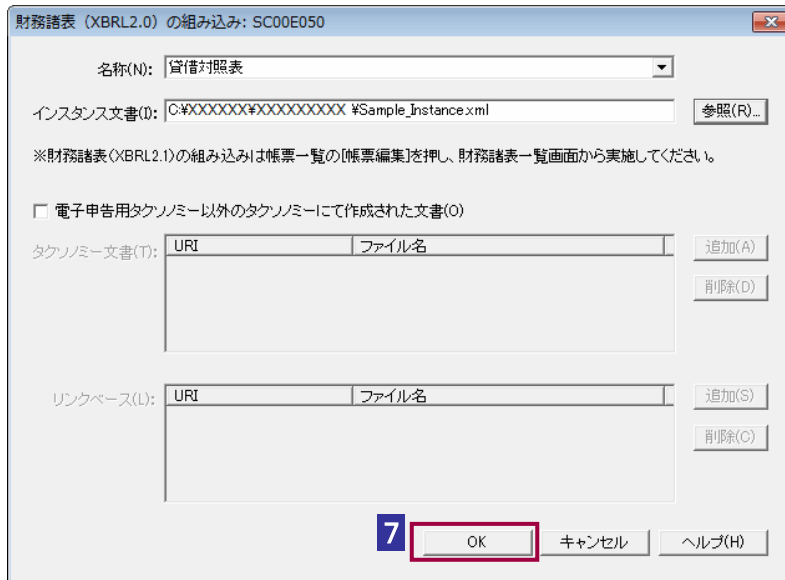 財務諸表（XBRL2.0）の組み込み: SC00E050
名称(N): 貸借対照表
インスタンス文書(I): C:¥XXXXXX¥XXXXXXXXX ¥Sample_Instance.xml 参照(R)...
※財務諸表(XBRL2.1)の組み込みは帳票一覧の[帳票編集]を押し、財務諸表一覧画面から実施してください。
電子申告用タクソノミー以外のタクソノミーにて作成された文書(O)
タクソノミー文書(T): URI ファイル名 追加(A)
削除(D)
リンクベース(L): URI ファイル名 追加(S)
削除(C)
7 OK キャンセル ヘルプ(H)